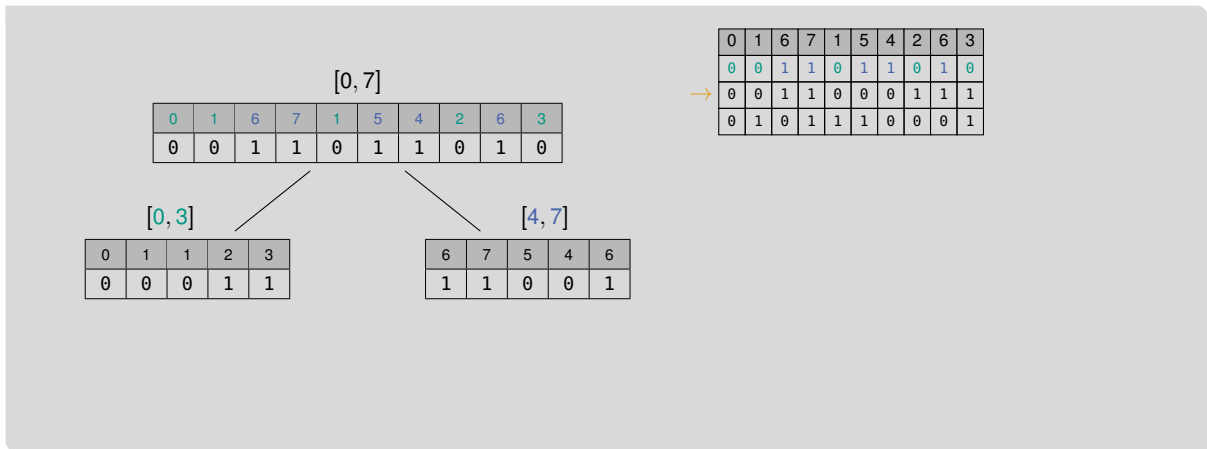 [0, 7]
0 1 6 7 1 5 4 2 6 3
0 0 1 1 0 1 1 0 1 0
[0, 3]
0 1 1 2 3
0 0 0 1 1
[4, 7]
6 7 5 4 6
1 1 0 0 1
0 1 6 7 1 5 4 2 6 3
0 0 1 1 0 1 1 0 1 0
→ 0 0 1 1 0 0 0 1 1 1
0 1 0 1 1 1 0 0 0 1